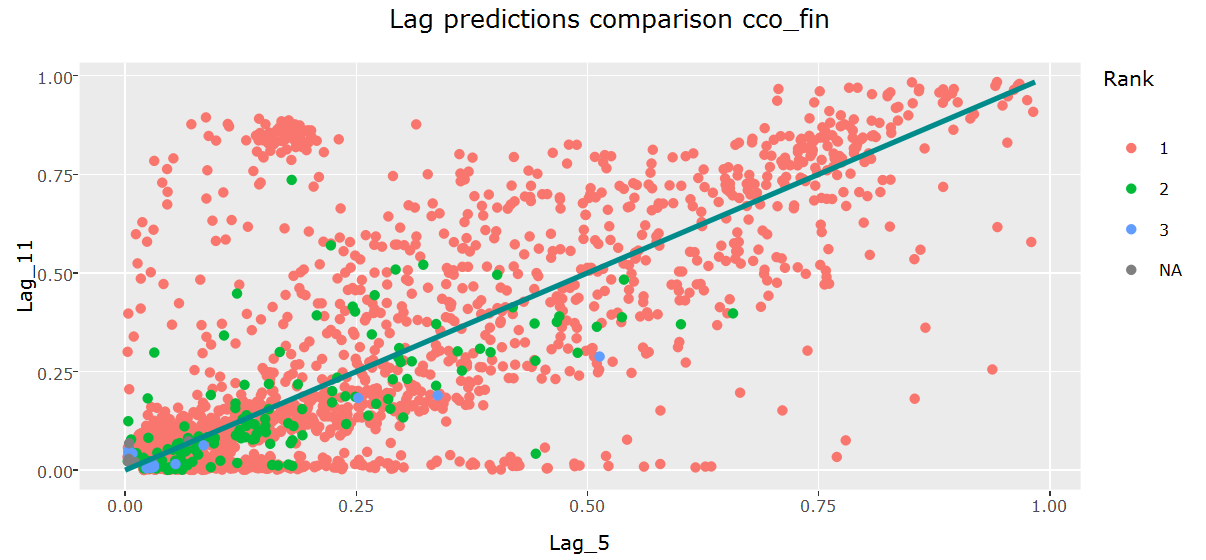 Lag predictions comparison cco_fin
1.00
0.75
0.50
0.25
0.00
Lag_11
0.00 0.25 0.50 0.75 1.00
Lag_5
Rank
1
2
3
NA